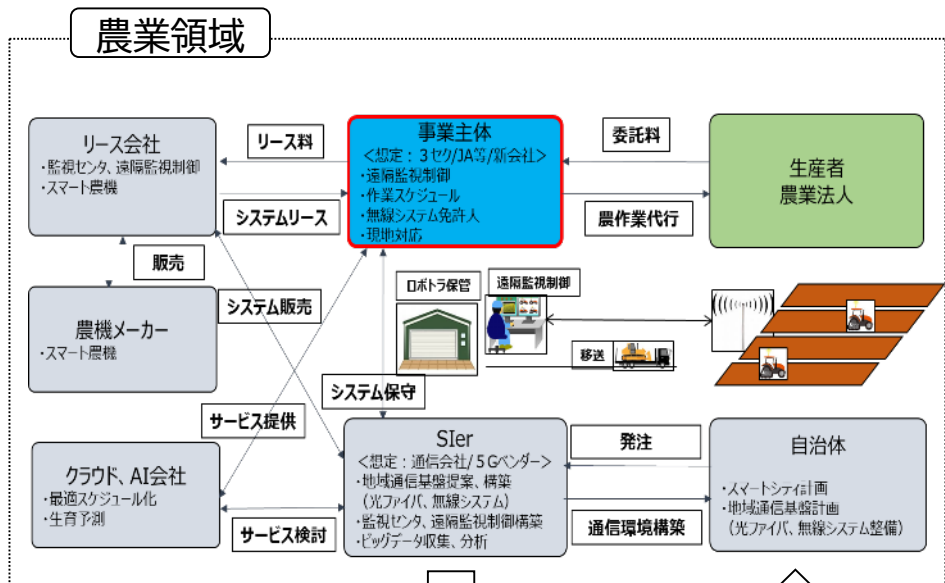 農業領域
リース会社
・監視センタ、遠隔監視制御
・スマート農機
リース料
システムリース
事業主体
<想定：３セク/JA等/新会社>
・遠隔監視制御
・作業スケジュール
・無線システム免許人
・現地対応
委託料
農作業代行
生産者
農業法人
販売
農機メーカー
・スマート農機
システム販売
ロボトラ保管
遠隔監視制御
移送
システム保守
サービス提供
クラウド、AI会社
・最適スケジュール化
・生育予測
サービス検討
SIer
<想定：通信会社/５Gベンダー>
・地域通信基盤提案、構築
（光ファイバ、無線システム）
・監視センタ、遠隔監視制御構築
・ビッグデータ収集、分析
発注
通信環境構築
自治体
・スマートシティ計画
・地域通信基盤計画
（光ファイバ、無線システム整備）